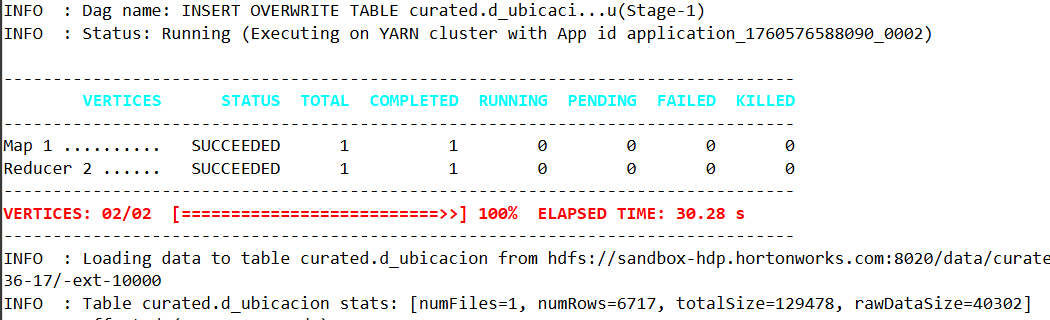 INFO  : Dag name: INSERT OVERWRITE TABLE curated.d_ubicaci...u(Stage-1)
INFO  : Status: Running (Executing on YARN cluster with App id application_1760576588090_0002)
--------------------------------------------------------------------------------
        VERTICES      STATUS  TOTAL  COMPLETED  RUNNING  PENDING  FAILED  KILLED
--------------------------------------------------------------------------------
Map 1 ..........   SUCCEEDED      1          1        0        0       0       0
Reducer 2 ......   SUCCEEDED      1          1        0        0       0       0
--------------------------------------------------------------------------------
VERTICES: 02/02  [==========================>>] 100%  ELAPSED TIME: 30.28 s
--------------------------------------------------------------------------------
INFO  : Loading data to table curated.d_ubicacion from hdfs://sandbox-hdp.hortonworks.com:8020/data/curate
36-17/-ext-10000
INFO  : Table curated.d_ubicacion stats: [numFiles=1, numRows=6717, totalSize=129478, rawDataSize=40302]